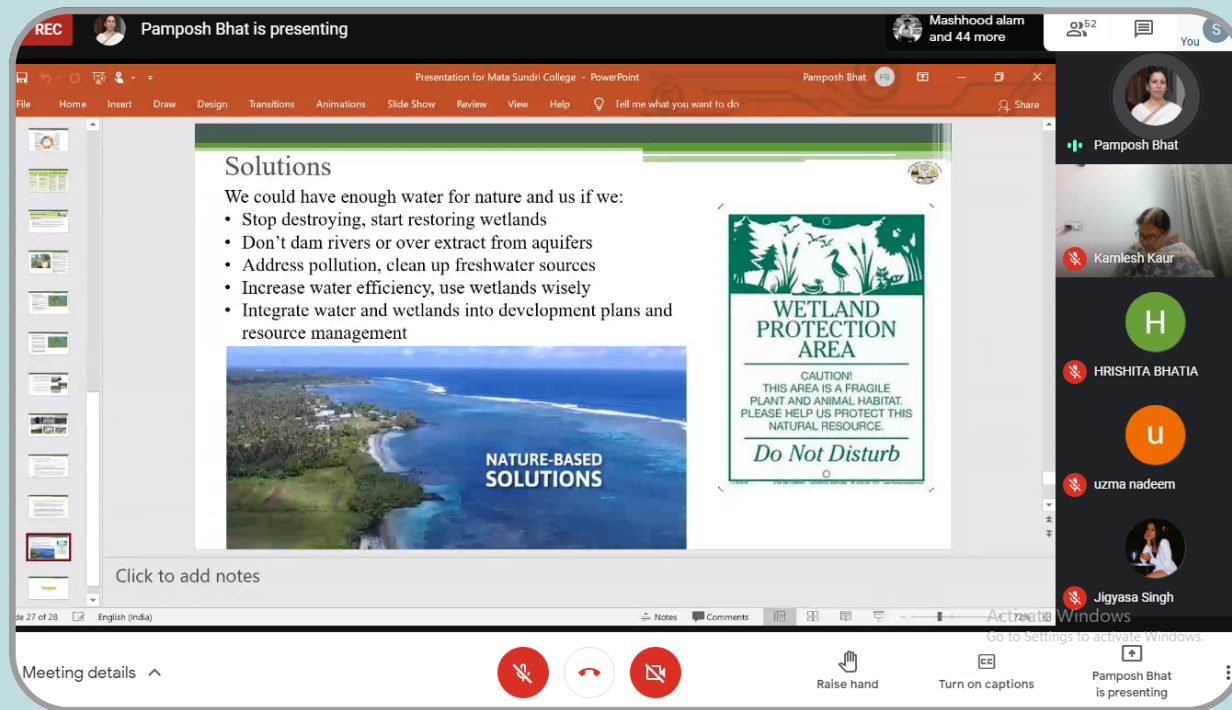 REC
Pamposh Bhat is presenting
Mashhood alam
and 44 more
52
You
S
Presentation for Mata Sundri College - PowerPoint
Pamposh Bhat
PB
File Home Insert Draw Design Transitions Animations Slide Show Review View Help Tell me what you want to do
Share
Solutions
We could have enough water for nature and us if we:
• Stop destroying, start restoring wetlands
• Don't dam rivers or over extract from aquifers
• Address pollution, clean up freshwater sources
• Increase water efficiency, use wetlands wisely
• Integrate water and wetlands into development plans and
resource management
NATURE-BASED
SOLUTIONS
WETLAND
PROTECTION
AREA
CAUTION!
THIS AREA IS A FRAGILE
PLANT AND ANIMAL HABITAT.
PLEASE HELP US PROTECT THIS
NATURAL RESOURCE.
Do Not Disturb
Click to add notes
de 27 of 28
English (India)
Notes
Comments
72%
Pamposh Bhat
Kamlesh Kaur
H
HRISHITA BHATIA
u
uzma nadeem
Jigyasa Singh
Activate Windows
Go to Settings to activate Windows.
Meeting details
Raise hand
Turn on captions
Pamposh Bhat
is presenting